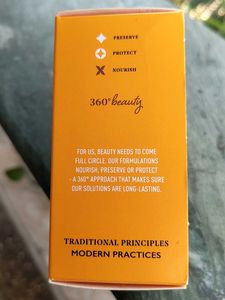 PRESERVE
PROTECT
NOURISH
360° beauty
FOR US, BEAUTY NEEDS TO COME
FULL CIRCLE. OUR FORMULATIONS
NOURISH, PRESERVE OR PROTECT
- A 360° APPROACH THAT MAKES SURE
OUR SOLUTIONS ARE LONG-LASTING.
TRADITIONAL PRINCIPLES
MODERN PRACTICES